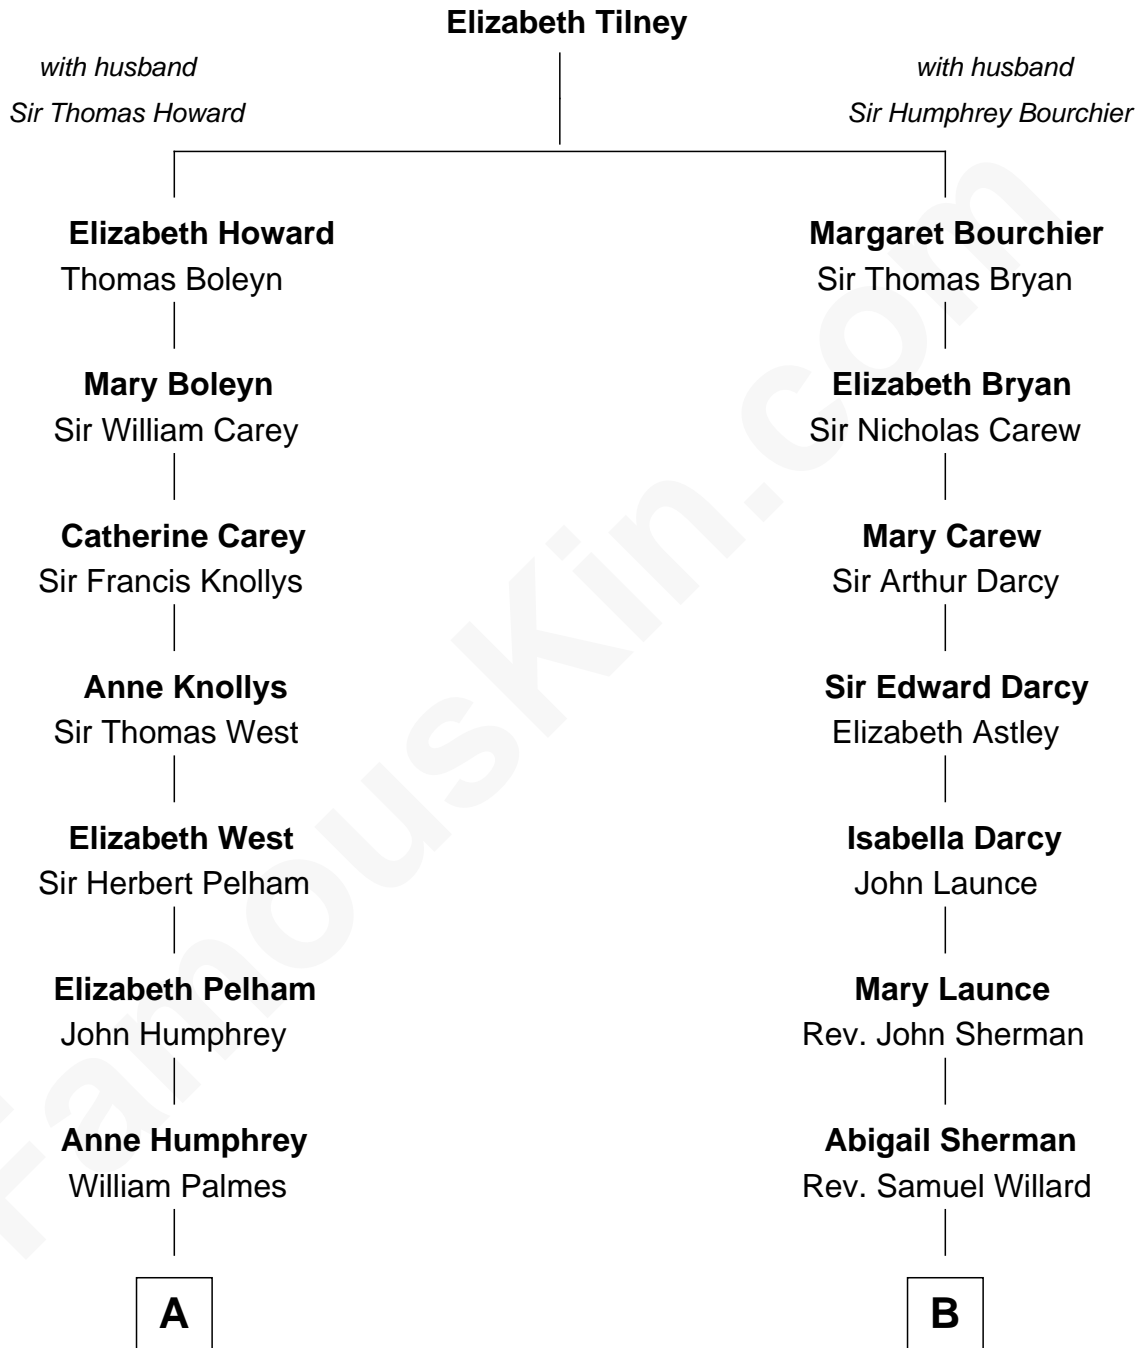 Elizabeth Tilney
with husband
Sir Thomas Howard
with husband
Sir Humphrey Bourchier
Elizabeth Howard
Thomas Boleyn
Margaret Bourchier
Sir Thomas Bryan
Mary Boleyn
Sir William Carey
Elizabeth Bryan
Sir Nicholas Carew
Catherine Carey
Sir Francis Knollys
Mary Carew
Sir Arthur Darcy
Anne Knollys
Sir Thomas West
Sir Edward Darcy
Elizabeth Astley
Elizabeth West
Sir Herbert Pelham
Isabella Darcy
John Launce
Elizabeth Pelham
John Humphrey
Mary Launce
Rev. John Sherman
Anne Humphrey
William Palmes
Abigail Sherman
Rev. Samuel Willard
A
B
FamousKin.com